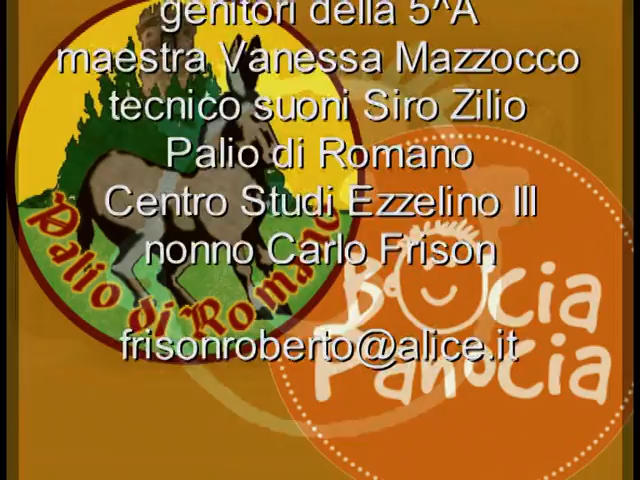 genitori della 5^A
maestra Vanessa Mazzocco
tecnico suoni Siro Zilio
Palio di Romano
Centro Studi Ezzelino III
nonno Carlo Frison
frisonroberto@alice.it
Palio di Romano
Bocia
Panocia